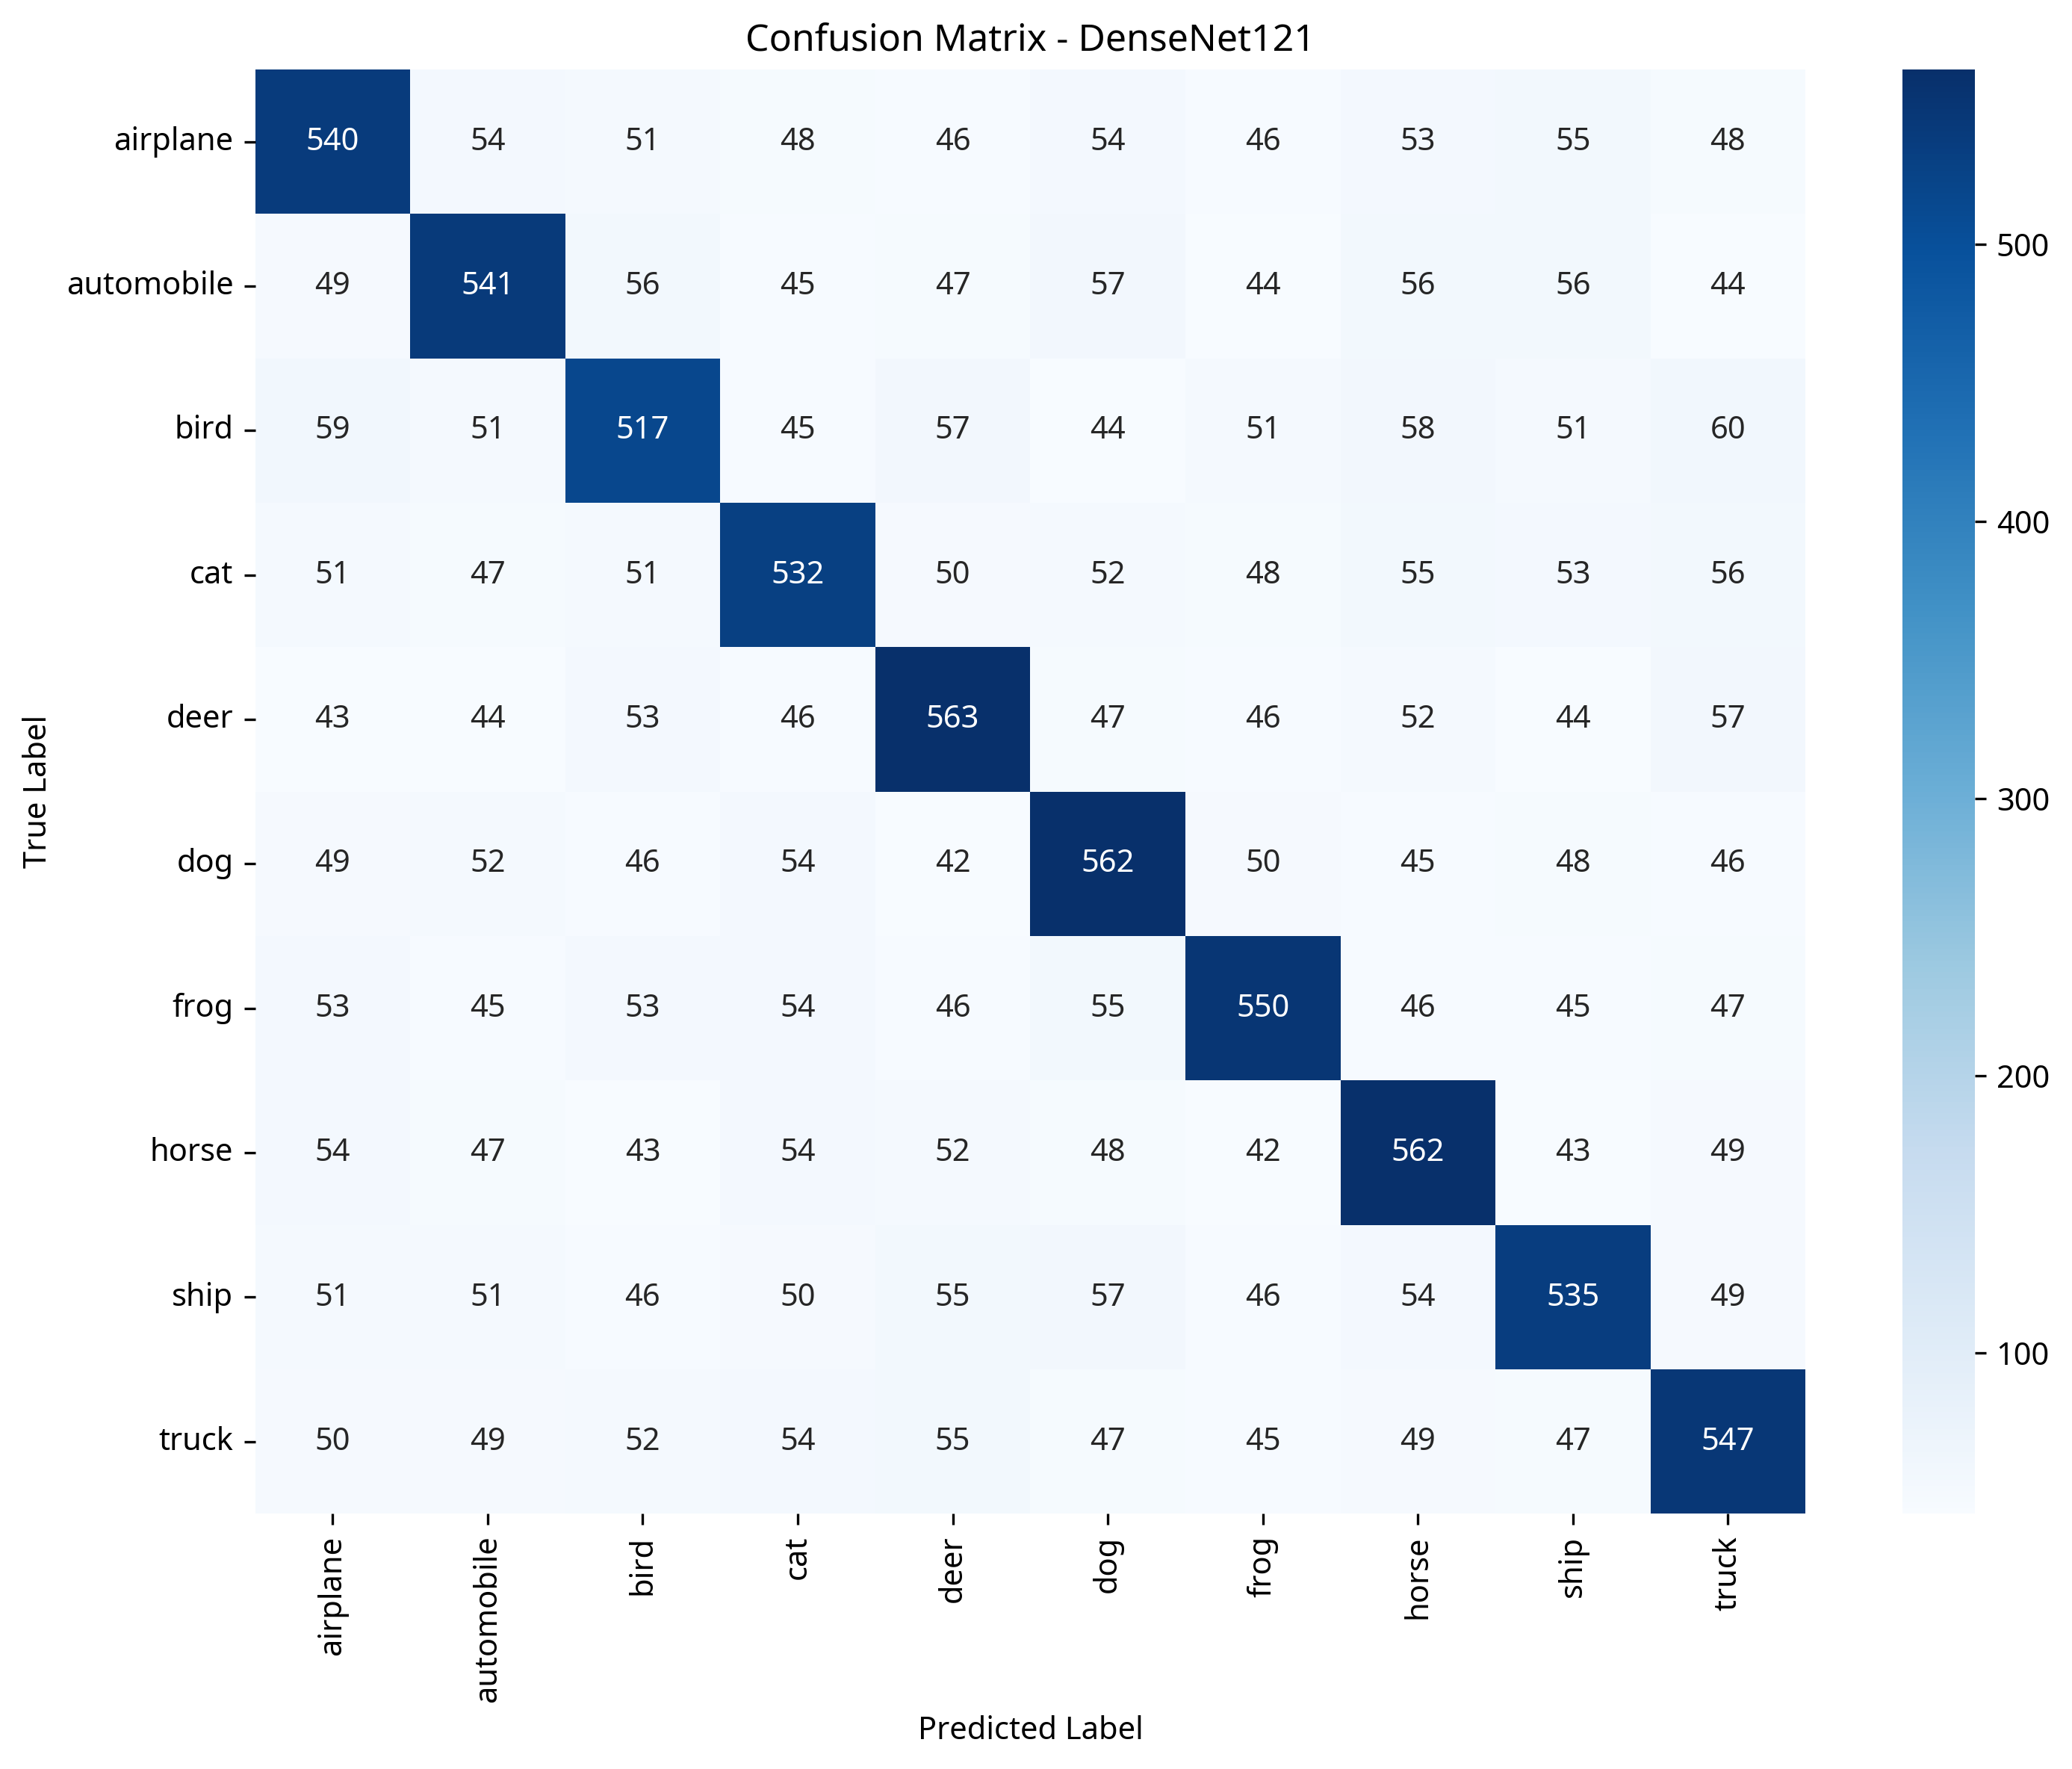 Confusion Matrix - DenseNet121
airplane 540 54 51 48 46 54 46 53 55 48
automobile 49 541 56 45 47 57 44 56 56 44
bird 59 51 517 45 57 44 51 58 51 60
cat 51 47 51 532 50 52 48 55 53 56
deer 43 44 53 46 563 47 46 52 44 57
dog 49 52 46 54 42 562 50 45 48 46
frog 53 45 53 54 46 55 550 46 45 47
horse 54 47 43 54 52 48 42 562 43 49
ship 51 51 46 50 55 57 46 54 535 49
truck 50 49 52 54 55 47 45 49 47 547
airplane automobile bird cat deer dog frog horse ship truck
Predicted Label
True Label
500
400
300
200
100